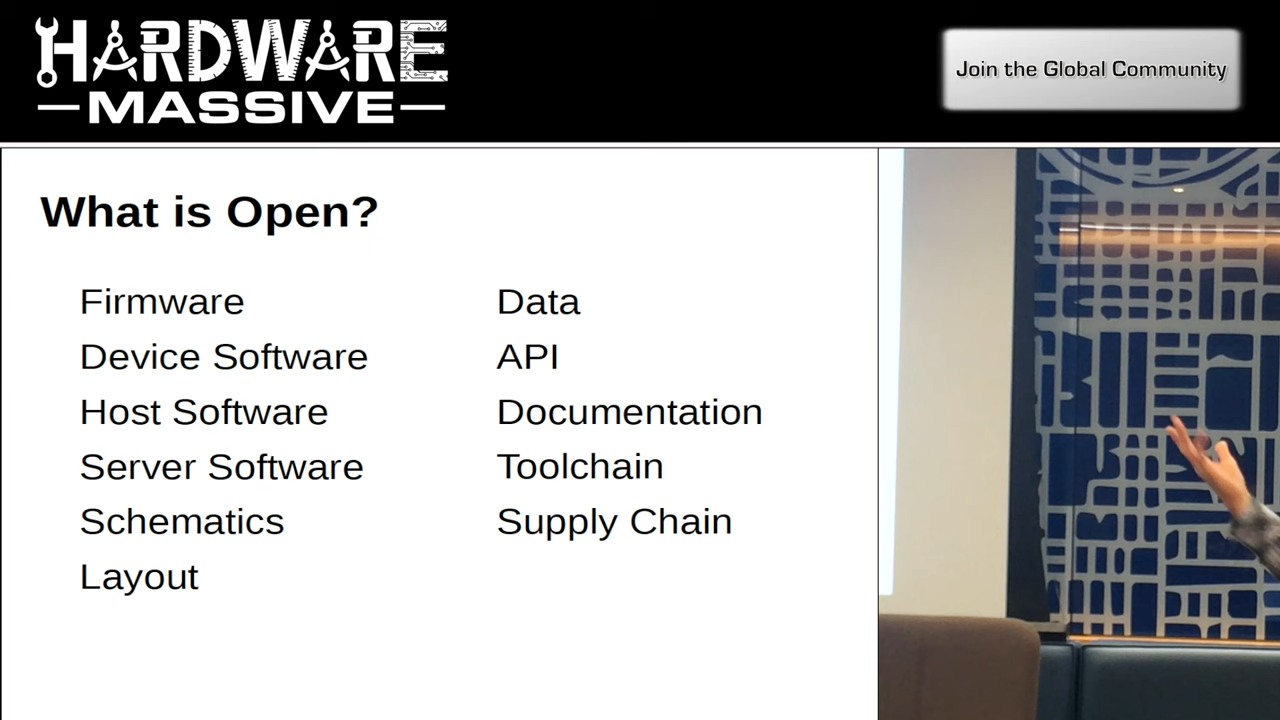 HARDWARE
MASSIVE
Join the Global Community
What is Open?
Firmware
Device Software
Host Software
Server Software
Schematics
Layout
Data
API
Documentation
Toolchain
Supply Chain